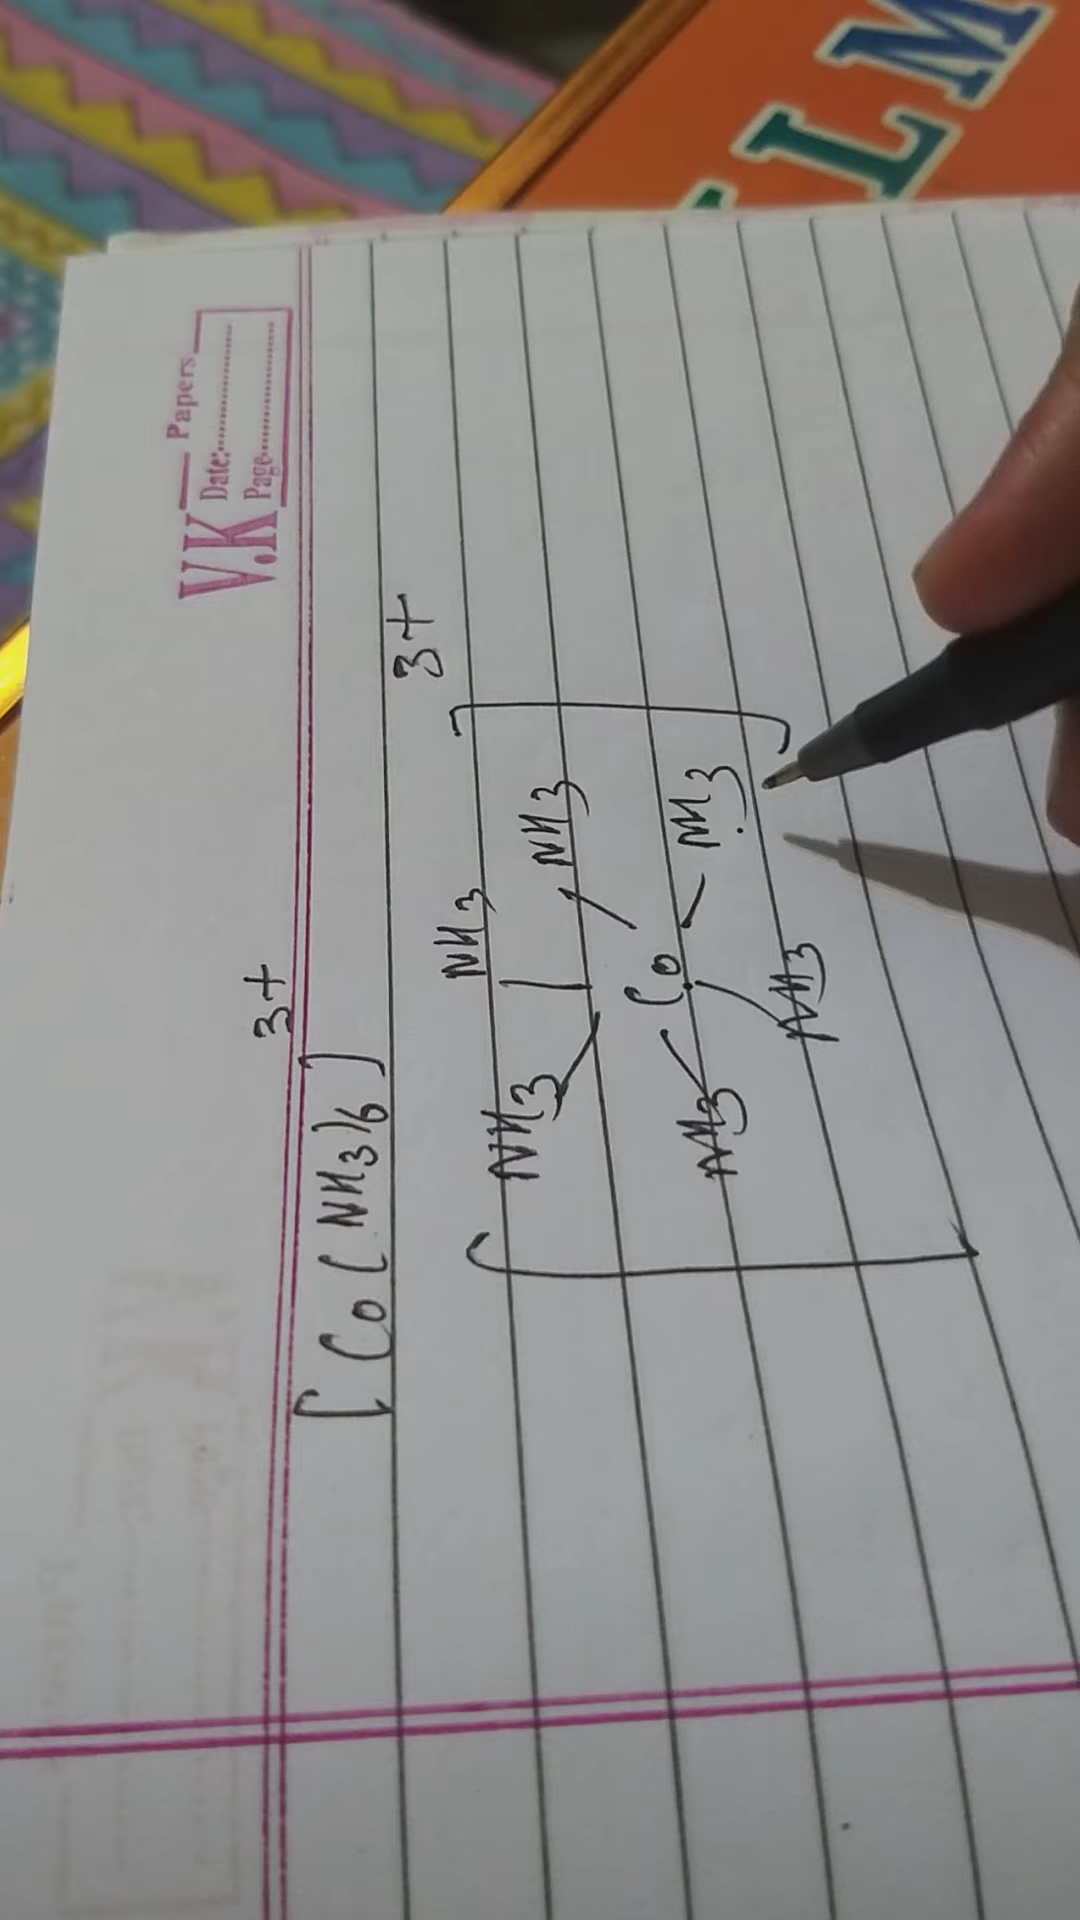 LM
V.K Papers
Date:
Page
[Co(NH3)6]3+
3+
NH3
NH3 NH3
Co
NH3 NH3
NH3